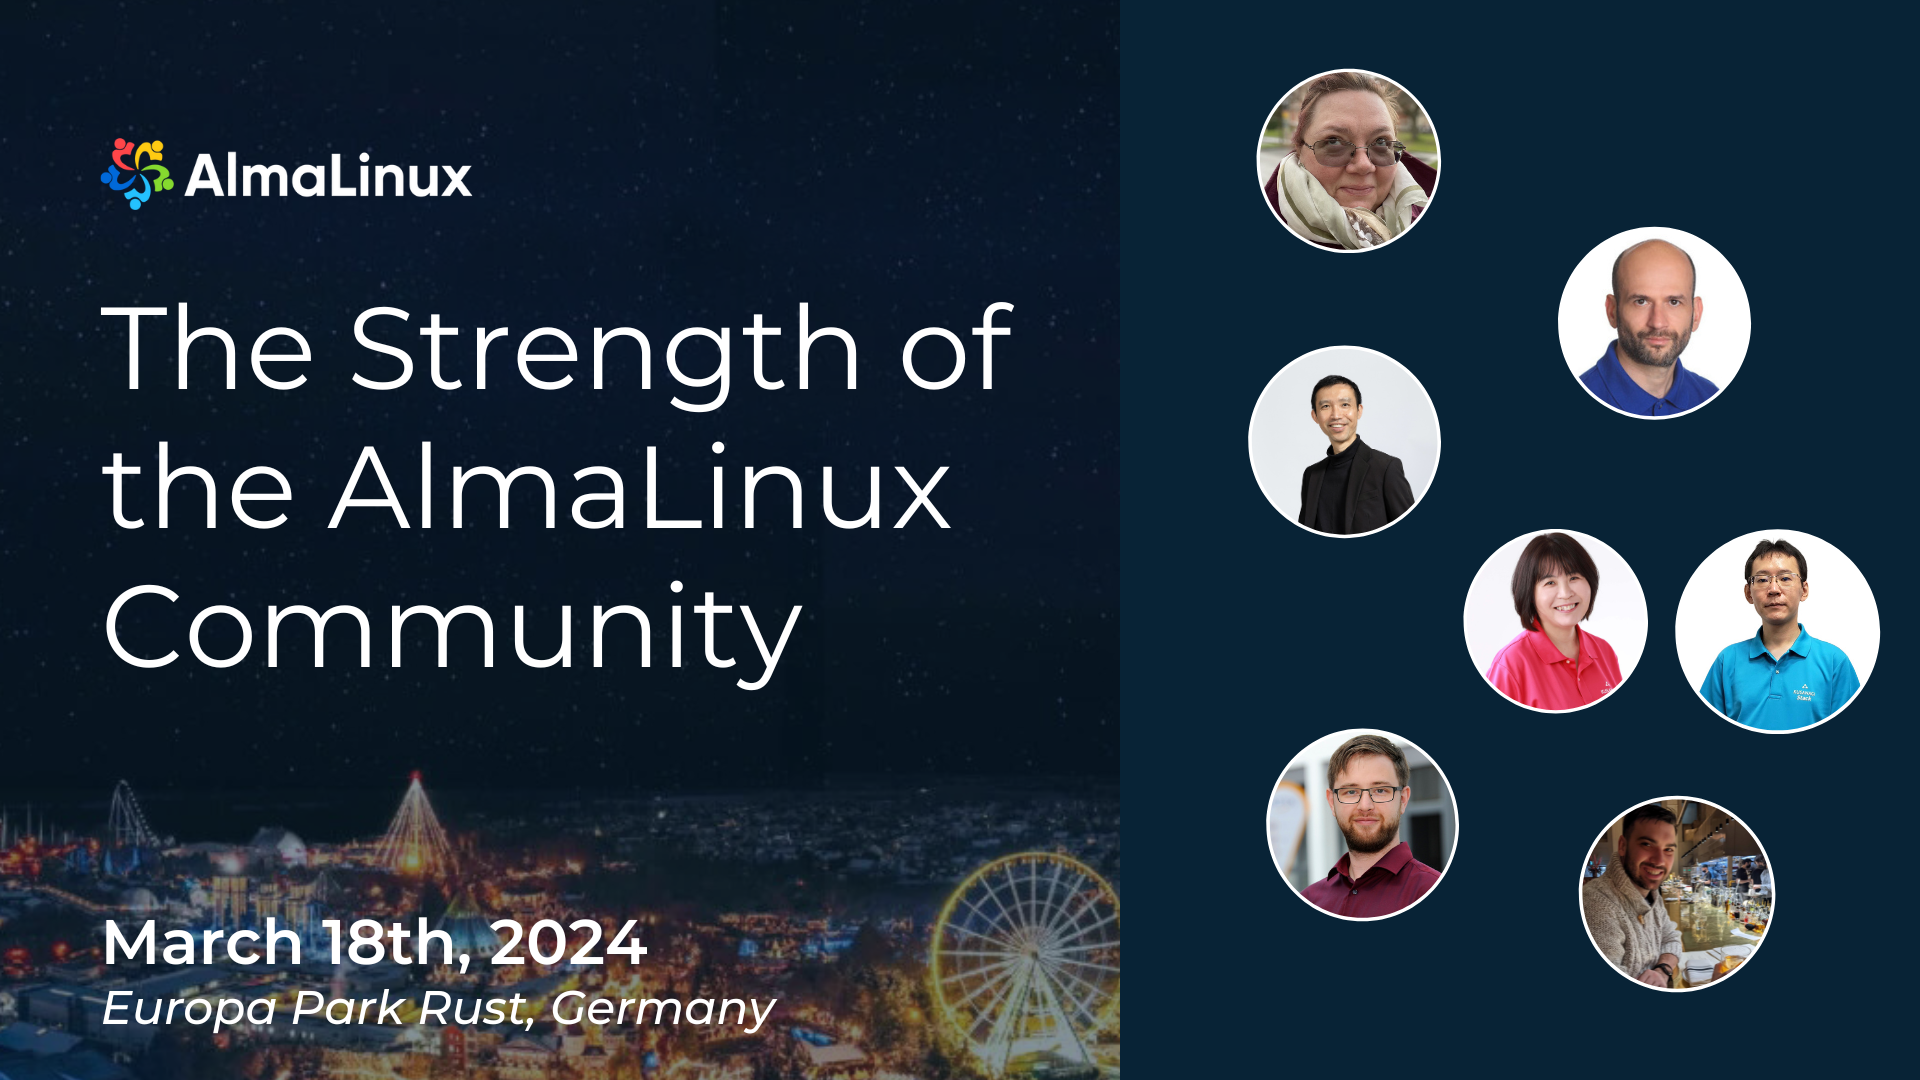 AlmaLinux
The Strength of
the AlmaLinux
Community
March 18th, 2024
Europa Park Rust, Germany